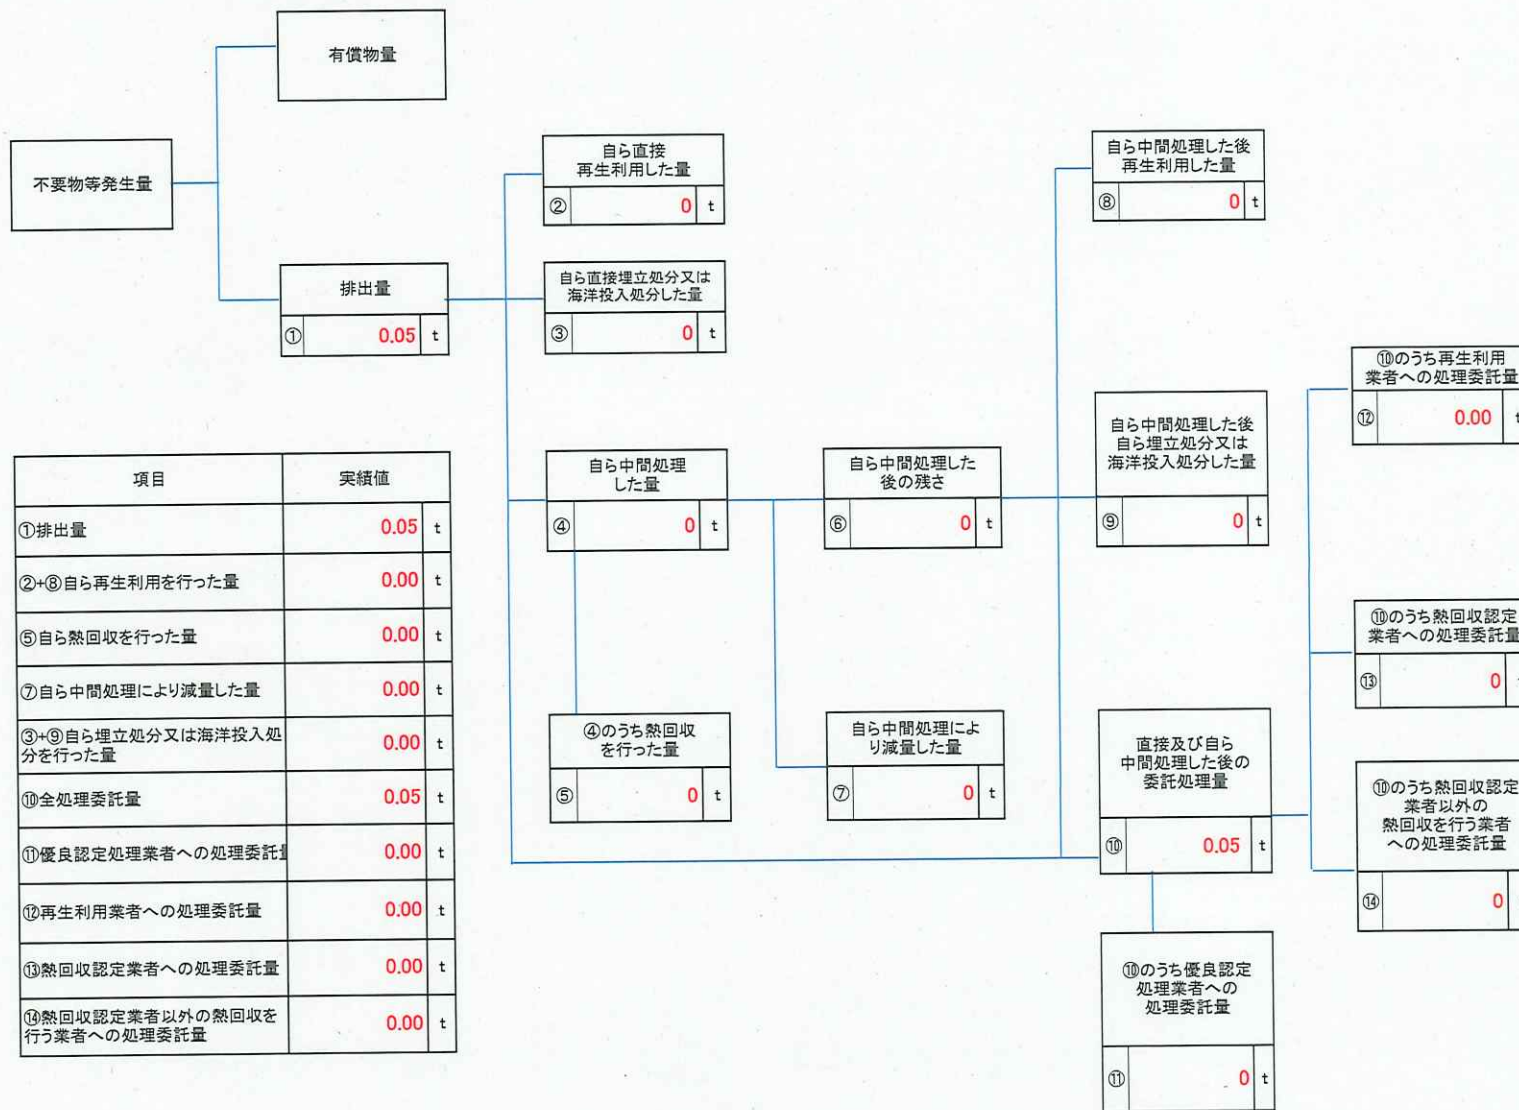 有償物量
不要物等発生量
排出量
① 0.05 t
自ら直接
再生利用した量
② 0 t
自ら直接埋立処分又は
海洋投入処分した量
③ 0 t
自ら中間処理
した量
④ 0 t
④のうち熱回収
を行った量
⑤ 0 t
自ら中間処理した
後の残さ
⑥ 0 t
自ら中間処理によ
り減量した量
⑦ 0 t
自ら中間処理した後
再生利用した量
⑧ 0 t
自ら中間処理した後
自ら埋立処分又は
海洋投入処分した量
⑨ 0 t
直接及び自ら
中間処理した後の
委託処理量
⑩ 0.05 t
⑩のうち優良認定
処理業者への
処理委託量
⑪ 0 t
⑩のうち再生利用
業者への処理委託量
⑫ 0.00 t
⑩のうち熱回収認定
業者への処理委託量
⑬ 0
⑩のうち熱回収認定
業者以外の
熱回収を行う業者
への処理委託量
⑭ 0
項目 実績値
①排出量 0.05 t
②+⑧自ら再生利用を行った量 0.00 t
⑤自ら熱回収を行った量 0.00 t
⑦自ら中間処理により減量した量 0.00 t
③+⑨自ら埋立処分又は海洋投入処
分を行った量 0.00 t
⑩全処理委託量 0.05 t
⑪優良認定処理業者への処理委託 0.00 t
⑫再生利用業者への処理委託量 0.00 t
⑬熱回収認定業者への処理委託量 0.00 t
⑭熱回収認定業者以外の熱回収を
行う業者への処理委託量 0.00 t